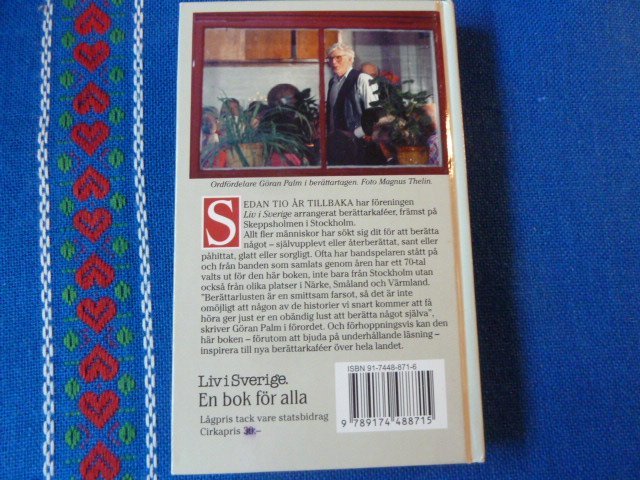 Ordfördelare Göran Palm i berättartagen. Foto Magnus Thelin.
SEDAN TIO ÅR TILLBAKA har föreningen
Liv i Sverige arrangerat berättarkaféer, främst på
Skeppsholmen i Stockholm.
Allt fler människor har sökt sig dit för att berätta
något – självupplevt eller återberättat, sant eller
påhittat, glatt eller sorgligt. Ofta har bandspelaren stått på
och från banden som samlats genom åren har ett 70-tal
valts ut för den här boken, inte bara från Stockholm utan
också från olika platser i Närke, Småland och Värmland.
"Berättarlusten är en smittsam farsot, så det är inte
omöjligt att någon av de historier vi snart kommer att få
höra ger just er en obändig lust att berätta något själva",
skriver Göran Palm i förordet. Och förhoppningsvis kan den
här boken – förutom att bjuda på underhållande läsning –
inspirera till nya berättarkaféer över hela landet.
Liv i Sverige.
En bok för alla
Lågpris tack vare statsbidrag
Cirkapris 30:–
ISBN 91-7448-871-6
9 789174 488715